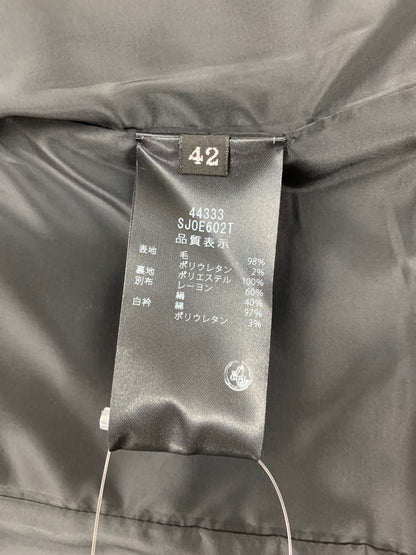 42
44333
SJOE602T
品質表示
表地 毛 98%
ポリウレタン 2%
裏地 ポリエステル 100%
別布 レーヨン 60%
絹 40%
白衿 綿 97%
ポリウレタン 3%